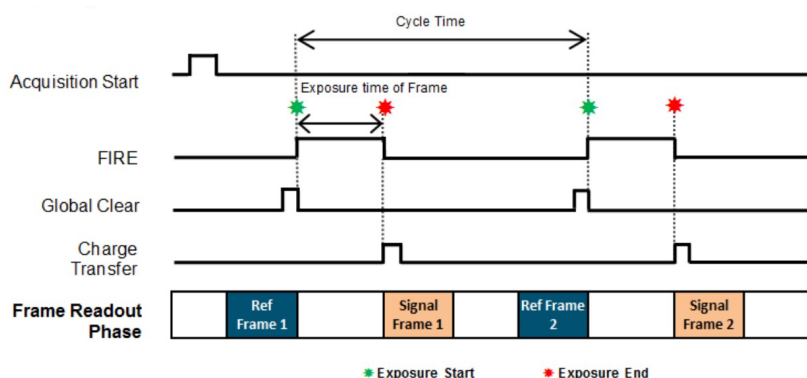 Cycle Time
Acquisition Start
Exposure time of Frame
FIRE
Global Clear
Charge
Transfer
Frame Readout
Phase
Ref
Frame 1
Signal
Frame 1
Ref Frame
2
Signal
Frame 2
Exposure Start
Exposure End